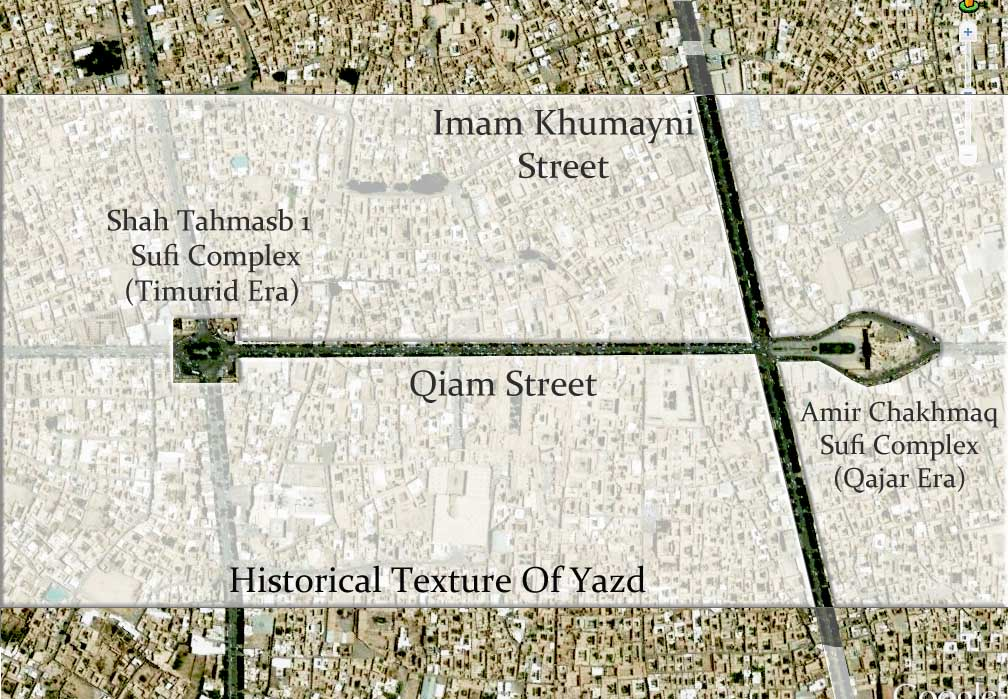 Imam Khumayni
Street
Shah Tahmasb 1
Sufi Complex
(Timurid Era)
Qiam Street
Amir Chakhmaq
Sufi Complex
(Qajar Era)
Historical Texture Of Yazd